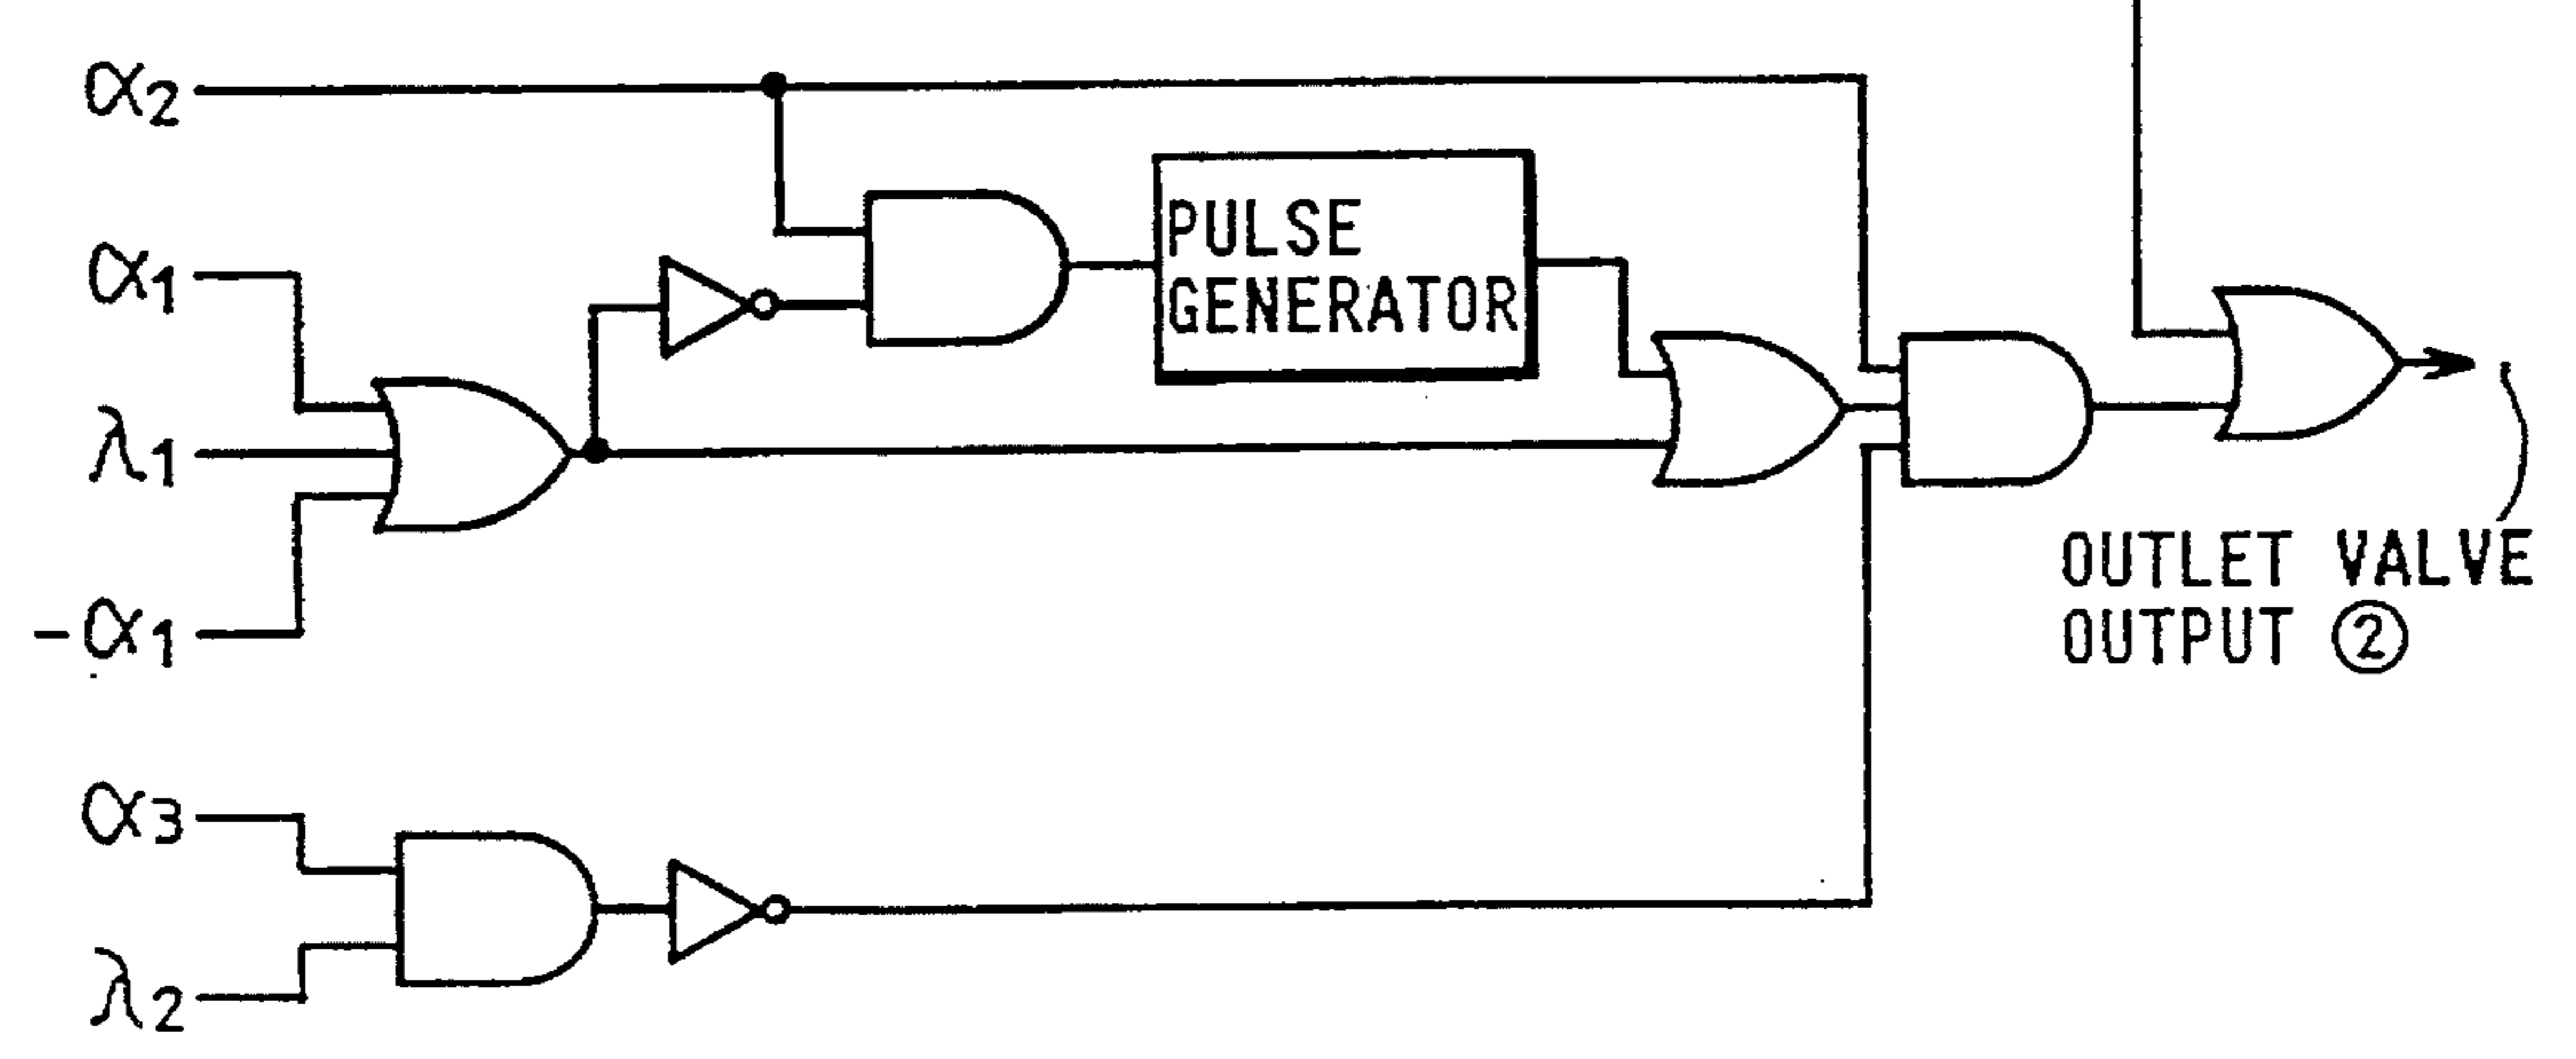 α2
α1
λ1
-α1
α3
λ2
PULSE
GENERATOR
OUTLET VALVE
OUTPUT ②